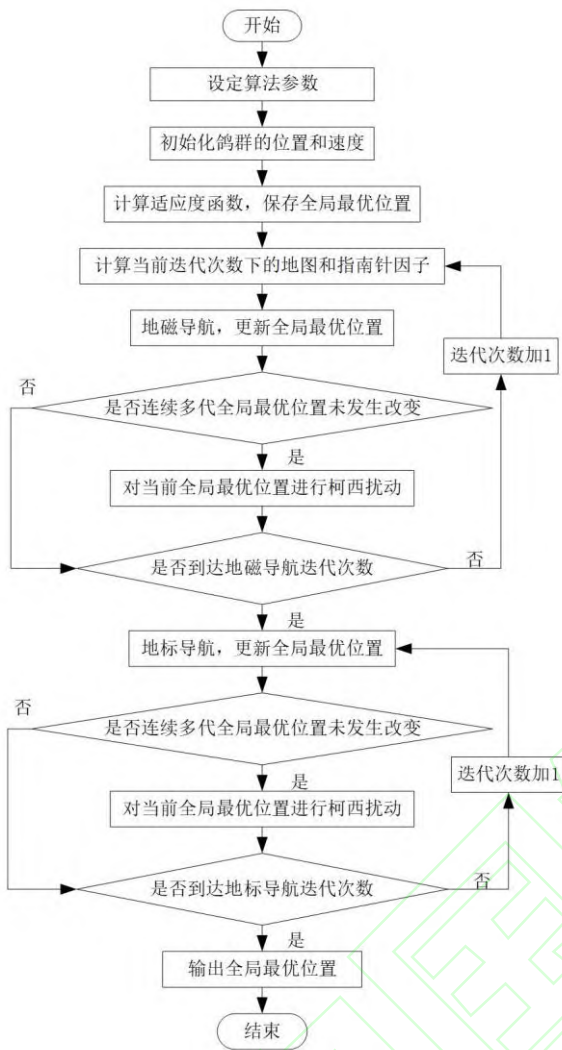 开始
设定算法参数
初始化鸽群的位置和速度
计算适应度函数，保存全局最优位置
计算当前迭代次数下的地图和指南针因子
地磁导航，更新全局最优位置
迭代次数加1
否
是否连续多代全局最优位置未发生改变
是
对当前全局最优位置进行柯西扰动
是否到达地磁导航迭代次数
否
是
地标导航，更新全局最优位置
否
是否连续多代全局最优位置未发生改变
迭代次数加1
是
对当前全局最优位置进行柯西扰动
是否到达地标导航迭代次数
否
是
输出全局最优位置
结束